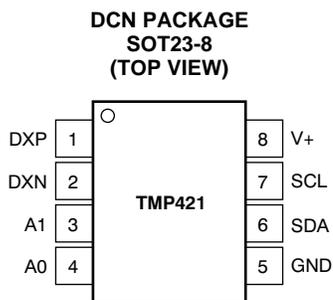 DCN PACKAGE
SOT23-8
(TOP VIEW)
DXP 1 8 V+
DXN 2 7 SCL
TMP421
A1 3 6 SDA
A0 4 5 GND